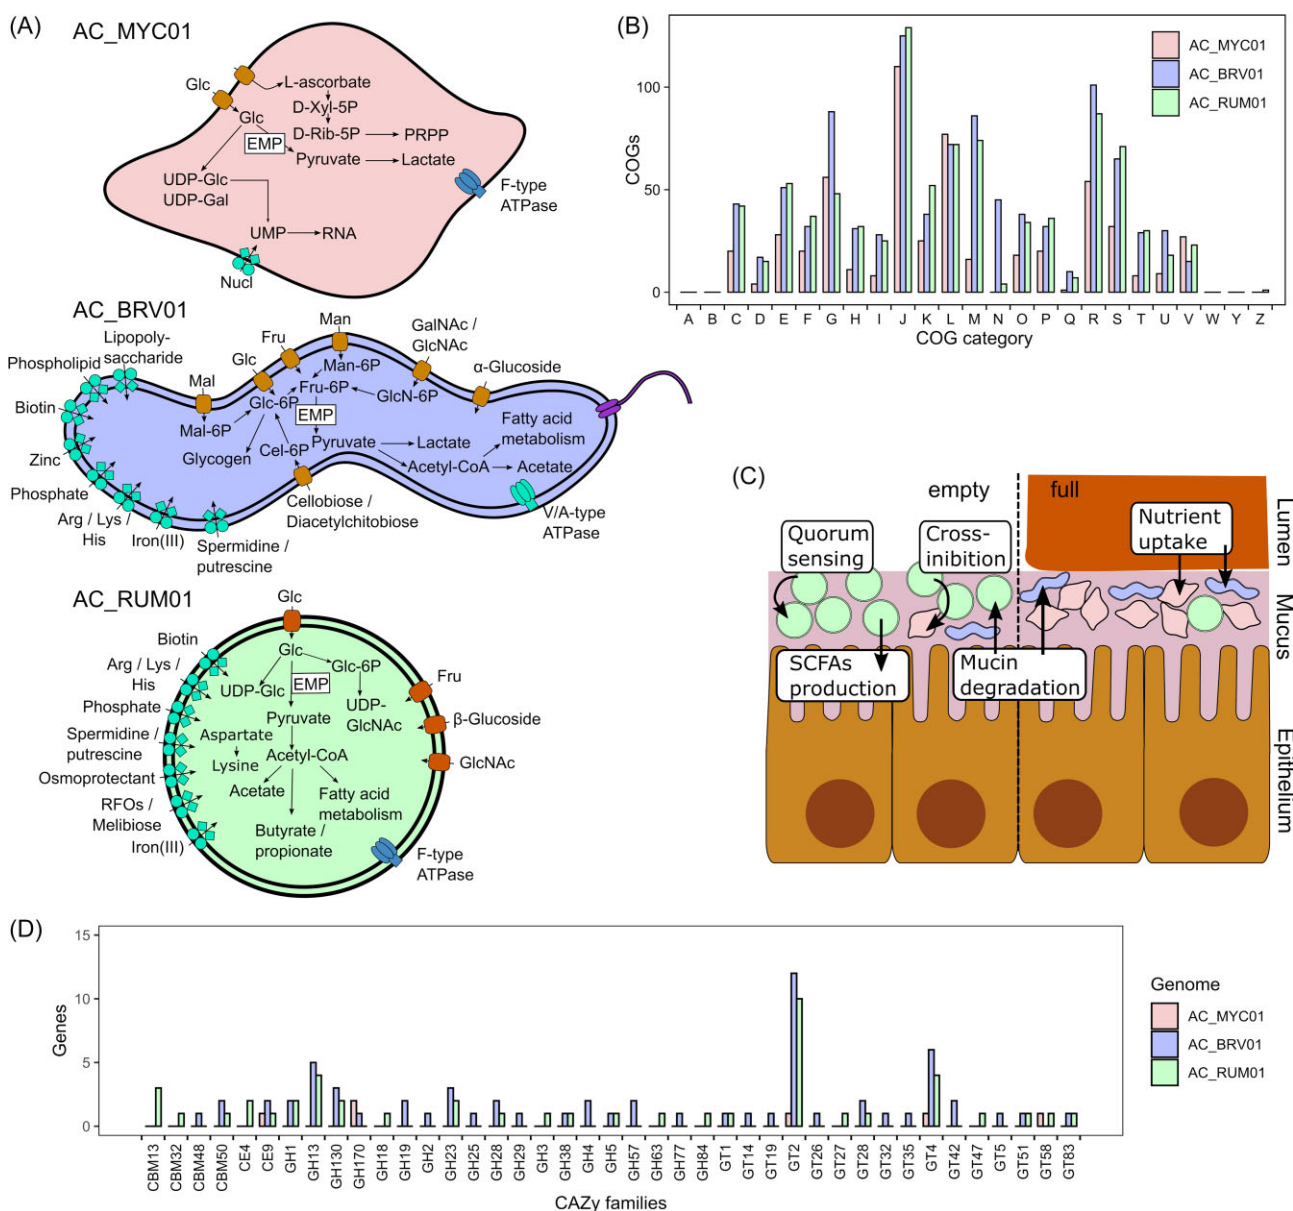 (A)
AC_MYC01
Glc
L-ascorbate
D-Xyl-5P
Glc
EMP
D-Rib-5P
PRPP
Pyruvate
Lactate
UDP-Glc
UDP-Gal
F-type
ATPase
UMP
RNA
Nucl
AC_BRV01
Lipopoly-
saccharide
Phospholipid
Biotin
Zinc
Phosphate
Arg / Lys /
His
Iron(III)
Spermidine /
putrescine
Mal
Glc
Fru
Man
GalNAc /
GlcNAc
α-Glucoside
Man-6P
Fru-6P
GlcN-6P
Glc-6P
Mal-6P
EMP
Glycogen
Cel-6P
Pyruvate
Lactate
Acetyl-CoA
Acetate
Fatty acid
metabolism
Cellobiose /
Diacetylchitobiose
V/A-type
ATPase
AC_RUM01
Glc
Biotin
Arg / Lys /
His
Phosphate
Spermidine /
putrescine
Osmoprotectant
RFOs /
Melibiose
Iron(III)
Glc
Glc-6P
UDP-Glc
EMP
UDP-
GlcNAc
Pyruvate
Aspartate
Lysine
Acetyl-CoA
Acetate
Fatty acid
metabolism
Butyrate /
propionate
Fru
β-Glucoside
GlcNAc
F-type
ATPase
(B)
COGs
100
50
0
A B C D E F G H I J K L M N O P Q R S T U V W Y Z
COG category
AC_MYC01
AC_BRV01
AC_RUM01
(C)
empty
full
Quorum
sensing
Cross-
inibition
Nutrient
uptake
SCFAs
production
Mucin
degradation
Lumen
Mucus
Epithelium
(D)
Genes
15
10
5
0
CBM13 CBM32 CBM48 CBM50 CE4 CE9 GH1 GH13 GH130 GH170 GH18 GH19 GH2 GH23 GH25 GH28 GH29 GH3 GH38 GH4 GH5 GH57 GH63 GH77 GH84 GT1 GT14 GT19 GT2 GT26 GT27 GT28 GT32 GT35 GT4 GT42 GT47 GT5 GT51 GT58 GT83
CAZy families
Genome
AC_MYC01
AC_BRV01
AC_RUM01